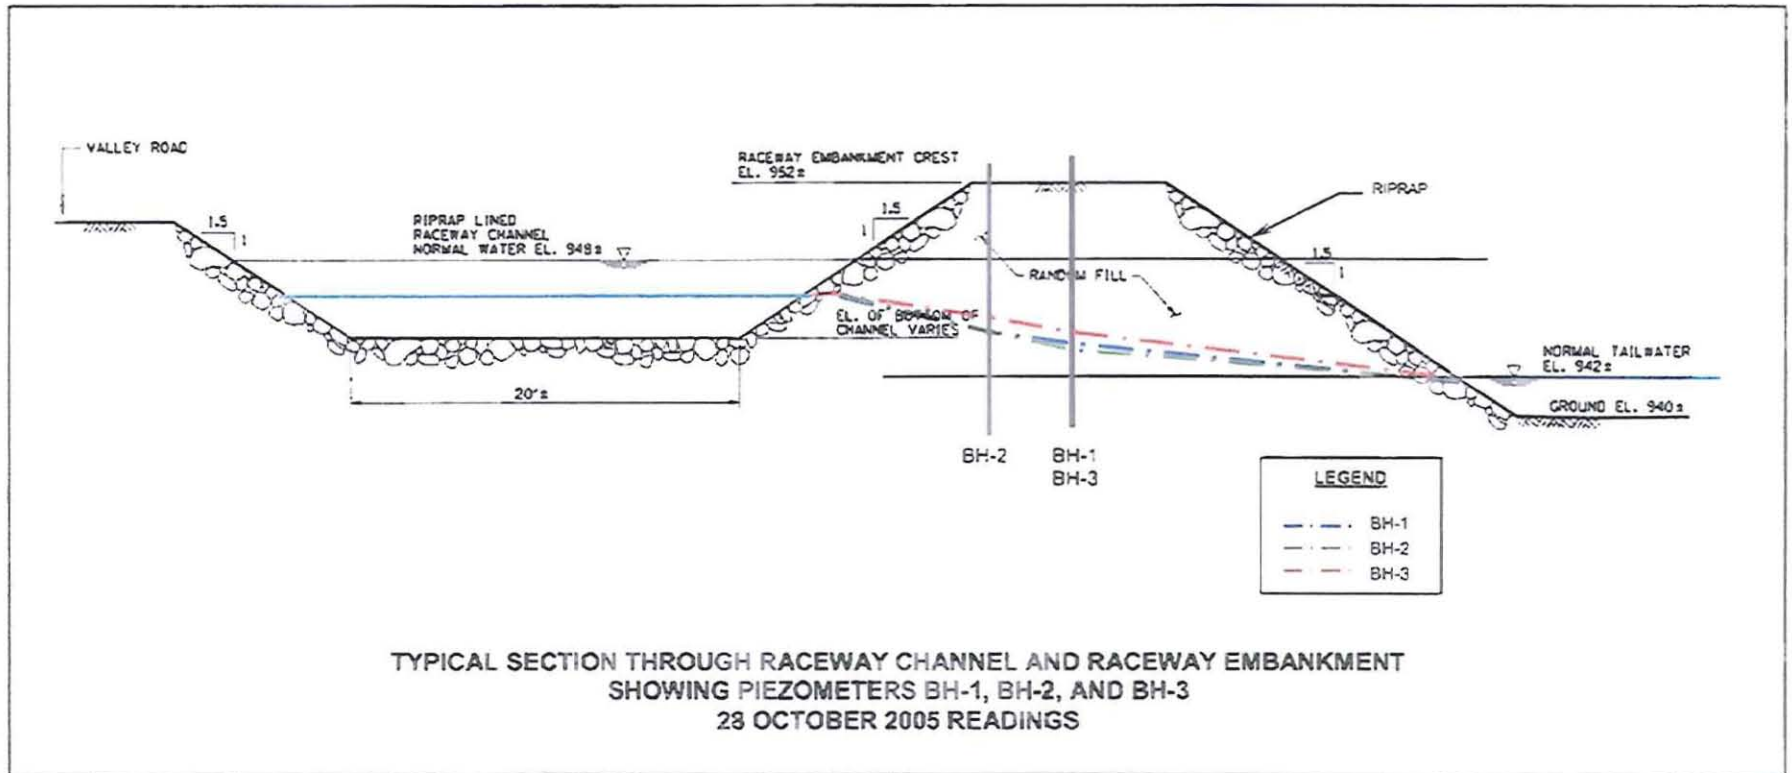 VALLEY ROAD
RACEWAY EMBANKMENT CREST
EL. 952±
RIPRAP
1.5
1
RIPRAP LINED
RACEWAY CHANNEL
NORMAL WATER EL. 948±
1.5
1
1.5
1
RANDOM FILL
EL. OF BOTTOM OF
CHANNEL VARIES
NORMAL TAILWATER
EL. 942±
20'±
GROUND EL. 940±
BH-2
BH-1
BH-3
LEGEND
BH-1
BH-2
BH-3
TYPICAL SECTION THROUGH RACEWAY CHANNEL AND RACEWAY EMBANKMENT
SHOWING PIEZOMETERS BH-1, BH-2, AND BH-3
28 OCTOBER 2005 READINGS